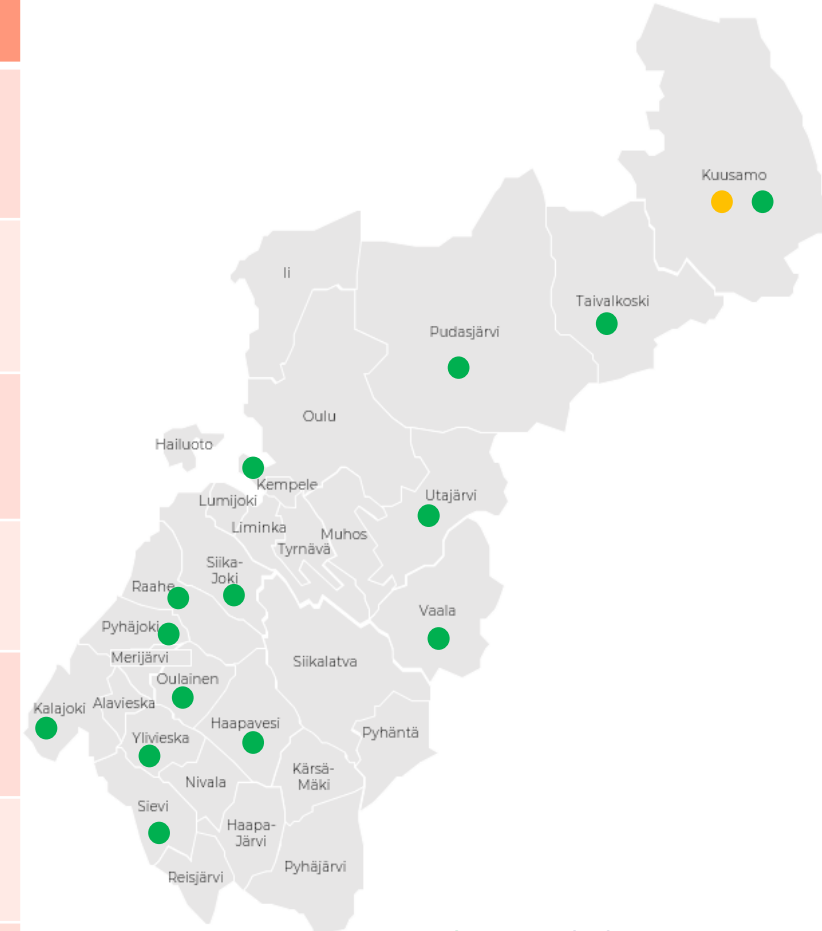 Kuusamo
Ii
Taivalkoski
Pudasjärvi
Oulu
Hailuoto
Kempele
Utajärvi
Lumijoki
Liminka
Muhos
Tyrnävä
Siika-
Joki
Raahe
Vaala
Pyhäjoki
Merijärvi
Siikalatva
Oulainen
Alavieska
Kalajoki
Haapavesi
Pyhäntä
Ylivieska
Kärsä-
Mäki
Nivala
Sievi
Haapa-
Järvi
Pyhäjärvi
Reisjärvi